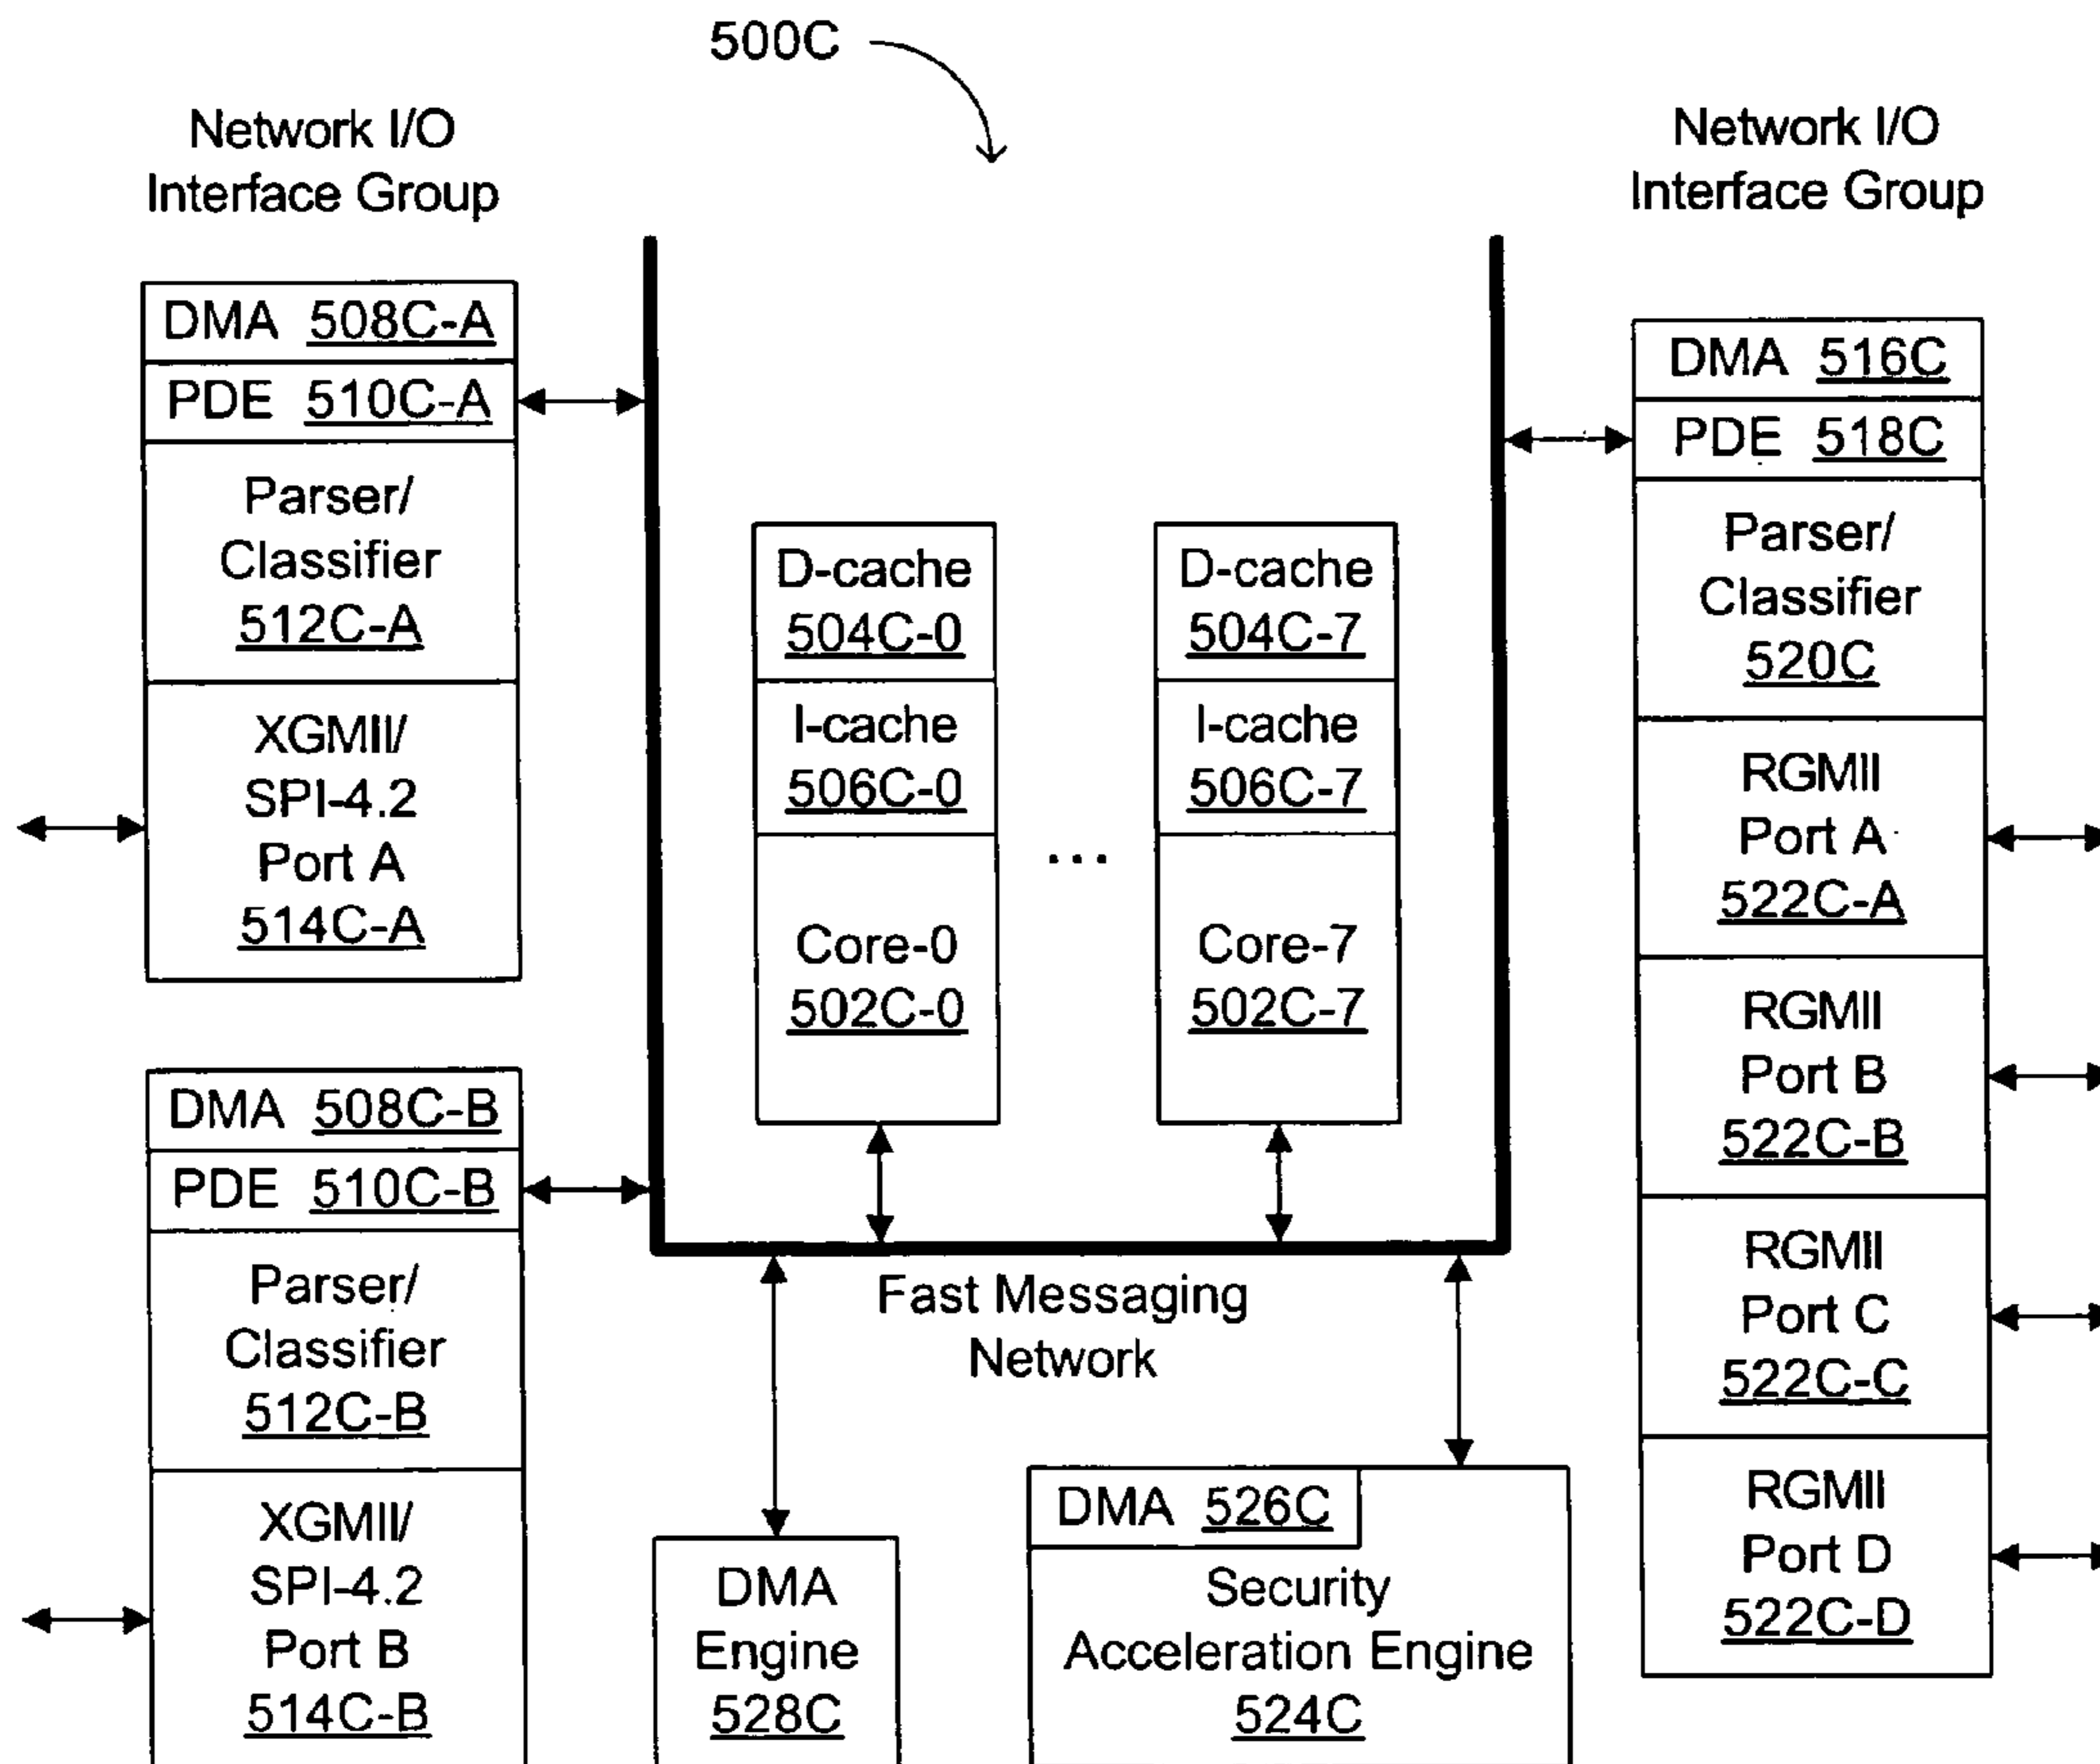 500C
Network I/O
Interface Group
DMA 508C-A
PDE 510C-A
Parser/
Classifier
512C-A
XGMII/
SPI-4.2
Port A
514C-A
DMA 508C-B
PDE 510C-B
Parser/
Classifier
512C-B
XGMII/
SPI-4.2
Port B
514C-B
D-cache
504C-0
I-cache
506C-0
Core-0
502C-0
...
D-cache
504C-7
I-cache
506C-7
Core-7
502C-7
Fast Messaging
Network
DMA
Engine
528C
DMA 526C
Security
Acceleration Engine
524C
Network I/O
Interface Group
DMA 516C
PDE 518C
Parser/
Classifier
520C
RGMII
Port A
522C-A
RGMII
Port B
522C-B
RGMII
Port C
522C-C
RGMII
Port D
522C-D